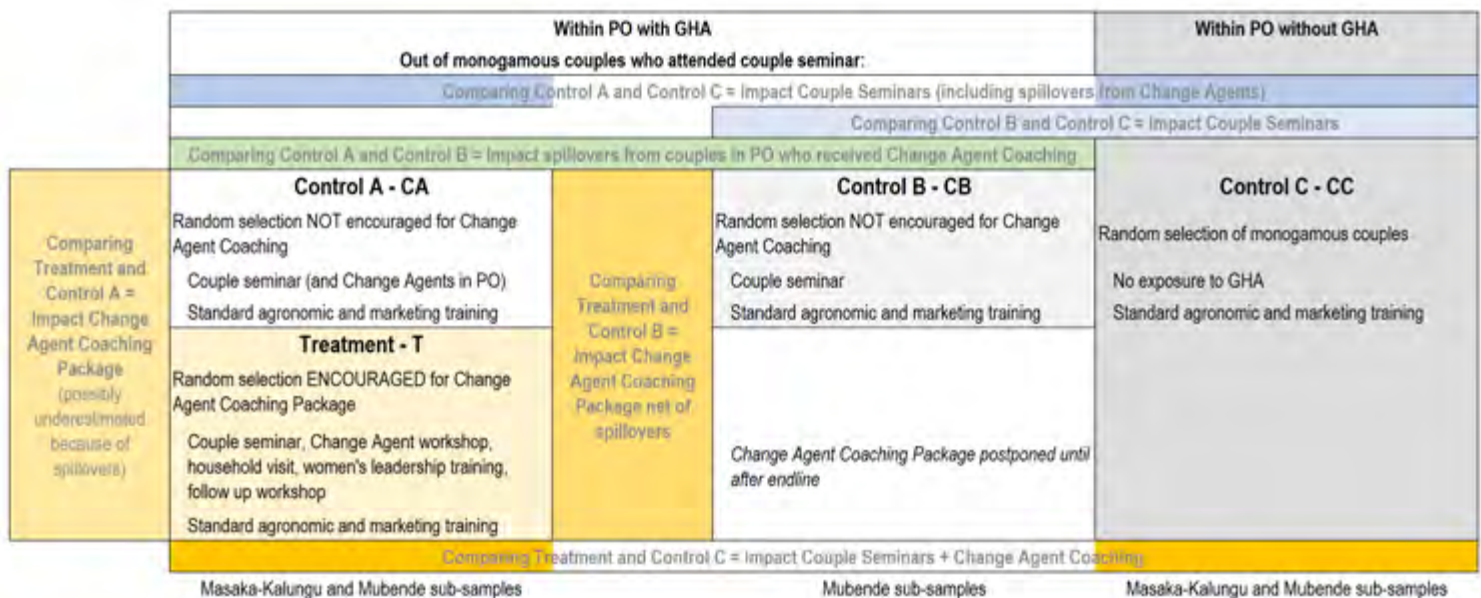 Within PO with GHA
Within PO without GHA
Out of monogamous couples who attended couple seminar:
Comparing Control A and Control C = Impact Couple Seminars (including spillovers from Change Agents)
Comparing Control B and Control C = Impact Couple Seminars
Comparing Control A and Control B = Impact spillovers from couples in PO who received Change Agent Coaching
Comparing
Treatment and
Control A =
Impact Change
Agent Coaching
Package
(possibly
underestimated
because of
spillovers)
Control A - CA
Random selection NOT encouraged for Change
Agent Coaching
Couple seminar (and Change Agents in PO)
Standard agronomic and marketing training
Treatment - T
Random selection ENCOURAGED for Change
Agent Coaching Package
Couple seminar, Change Agent workshop,
household visit, women's leadership training,
follow up workshop
Standard agronomic and marketing training
Comparing
Treatment and
Control B =
Impact Change
Agent Coaching
Package net of
spillovers
Control B - CB
Random selection NOT encouraged for Change
Agent Coaching
Couple seminar
Standard agronomic and marketing training
Change Agent Coaching Package postponed until
after endline
Control C - CC
Random selection of monogamous couples
No exposure to GHA
Standard agronomic and marketing training
Comparing Treatment and Control C = Impact Couple Seminars + Change Agent Coaching
Masaka-Kalungu and Mubende sub-samples
Mubende sub-samples
Masaka-Kalungu and Mubende sub-samples